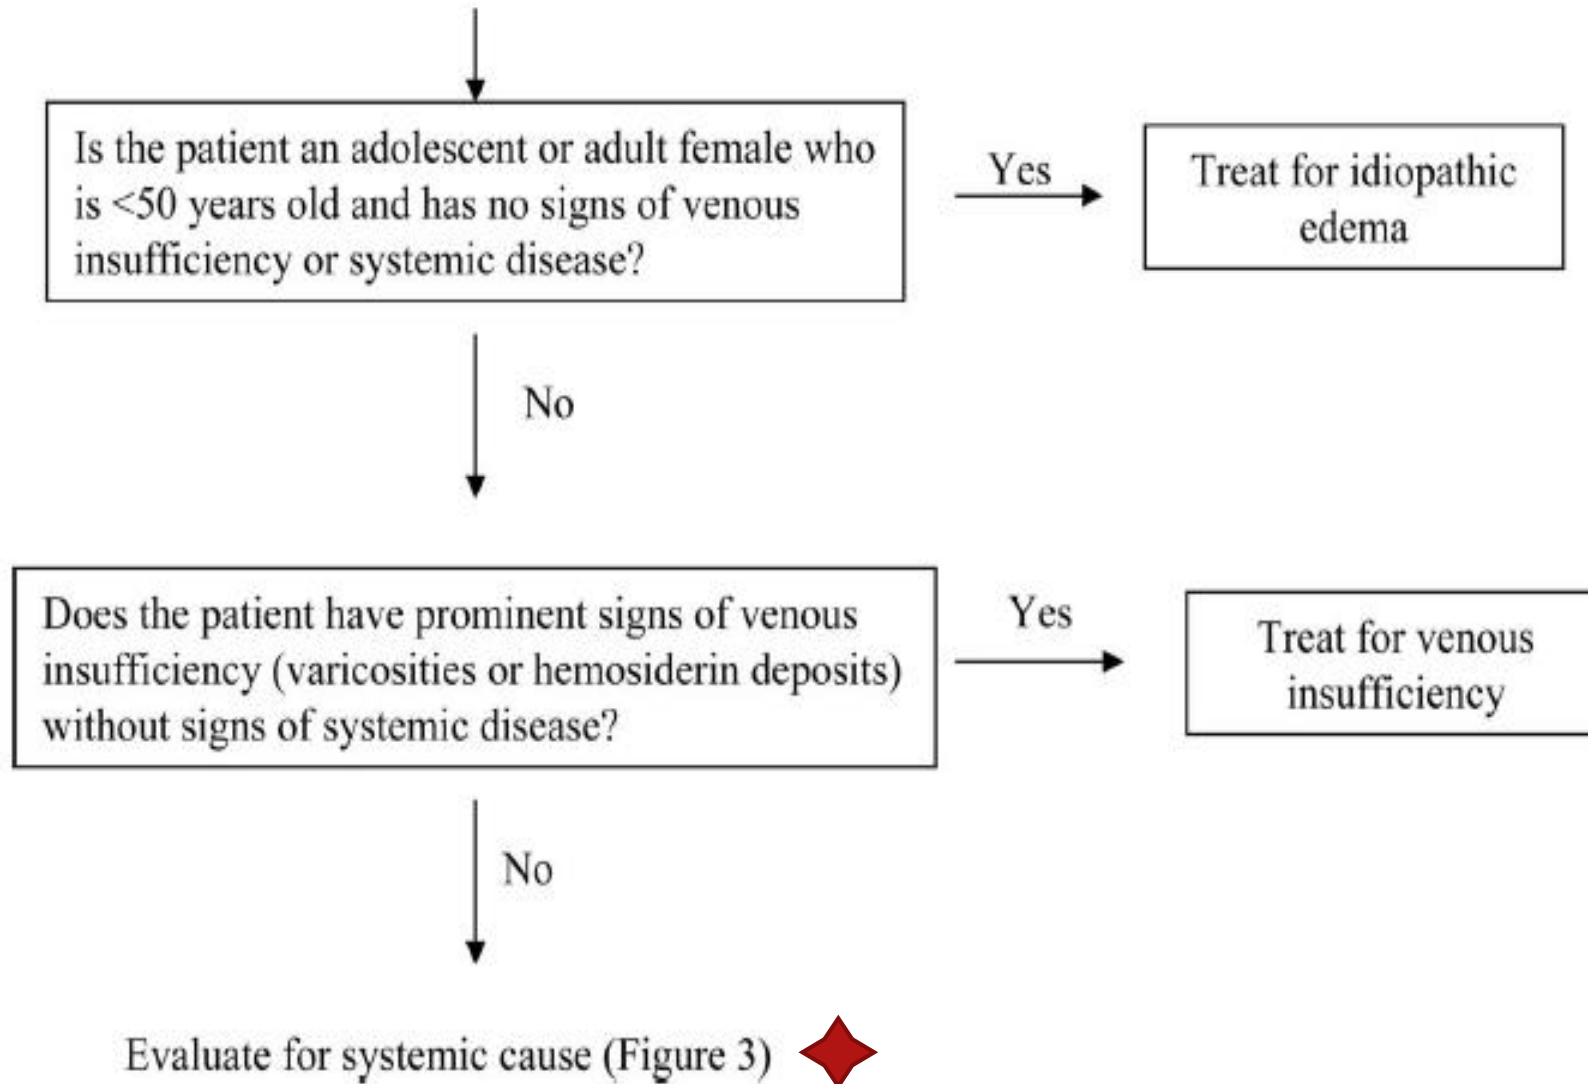 Is the patient an adolescent or adult female who
is <50 years old and has no signs of venous
insufficiency or systemic disease?
Yes
Treat for idiopathic
edema
No
Does the patient have prominent signs of venous
insufficiency (varicosities or hemosiderin deposits)
without signs of systemic disease?
Yes
Treat for venous
insufficiency
No
Evaluate for systemic cause (Figure 3)